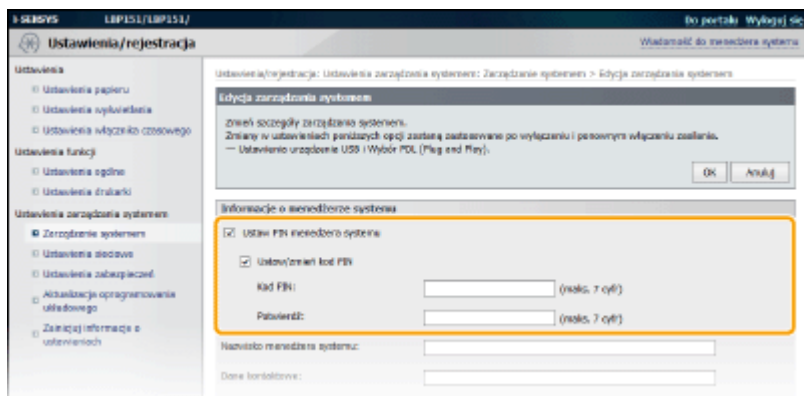 i-SENSYS LBP151/LBP151/ Do portalu Wyloguj się
Ustawienia/rejestracja Wiadomość do menedżera systemu
Ustawienia
Ustawienia papieru
Ustawienia wyświetlania
Ustawienia włącznika czasowego
Ustawienia funkcji
Ustawienia ogólne
Ustawienia drukarki
Ustawienia zarządzania systemem
Zarządzanie systemem
Ustawienia sieciowe
Ustawienia zabezpieczeń
Aktualizacja oprogramowania
układowego
Zainicjuj informacje o
ustawieniach
Ustawienia/rejestracja: Ustawienia zarządzania systemem: Zarządzanie systemem > Edycja zarządzania systemem
Edycja zarządzania systemem
Zmień szczegóły zarządzania systemem.
Zmiany w ustawieniach poniższych opcji zostaną zastosowane po wyłączeniu i ponownym włączeniu zasilania.
— Ustawienia urządzenie USB i Wybór PDL (Plug and Play).
OK Anuluj
Informacje o menedżerze systemu
Ustaw PIN menedżera systemu
Ustaw/zmień kod PIN
Kod PIN: (maks. 7 cyfr)
Potwierdź: (maks. 7 cyfr)
Nazwisko menedżera systemu:
Dane kontaktowe: